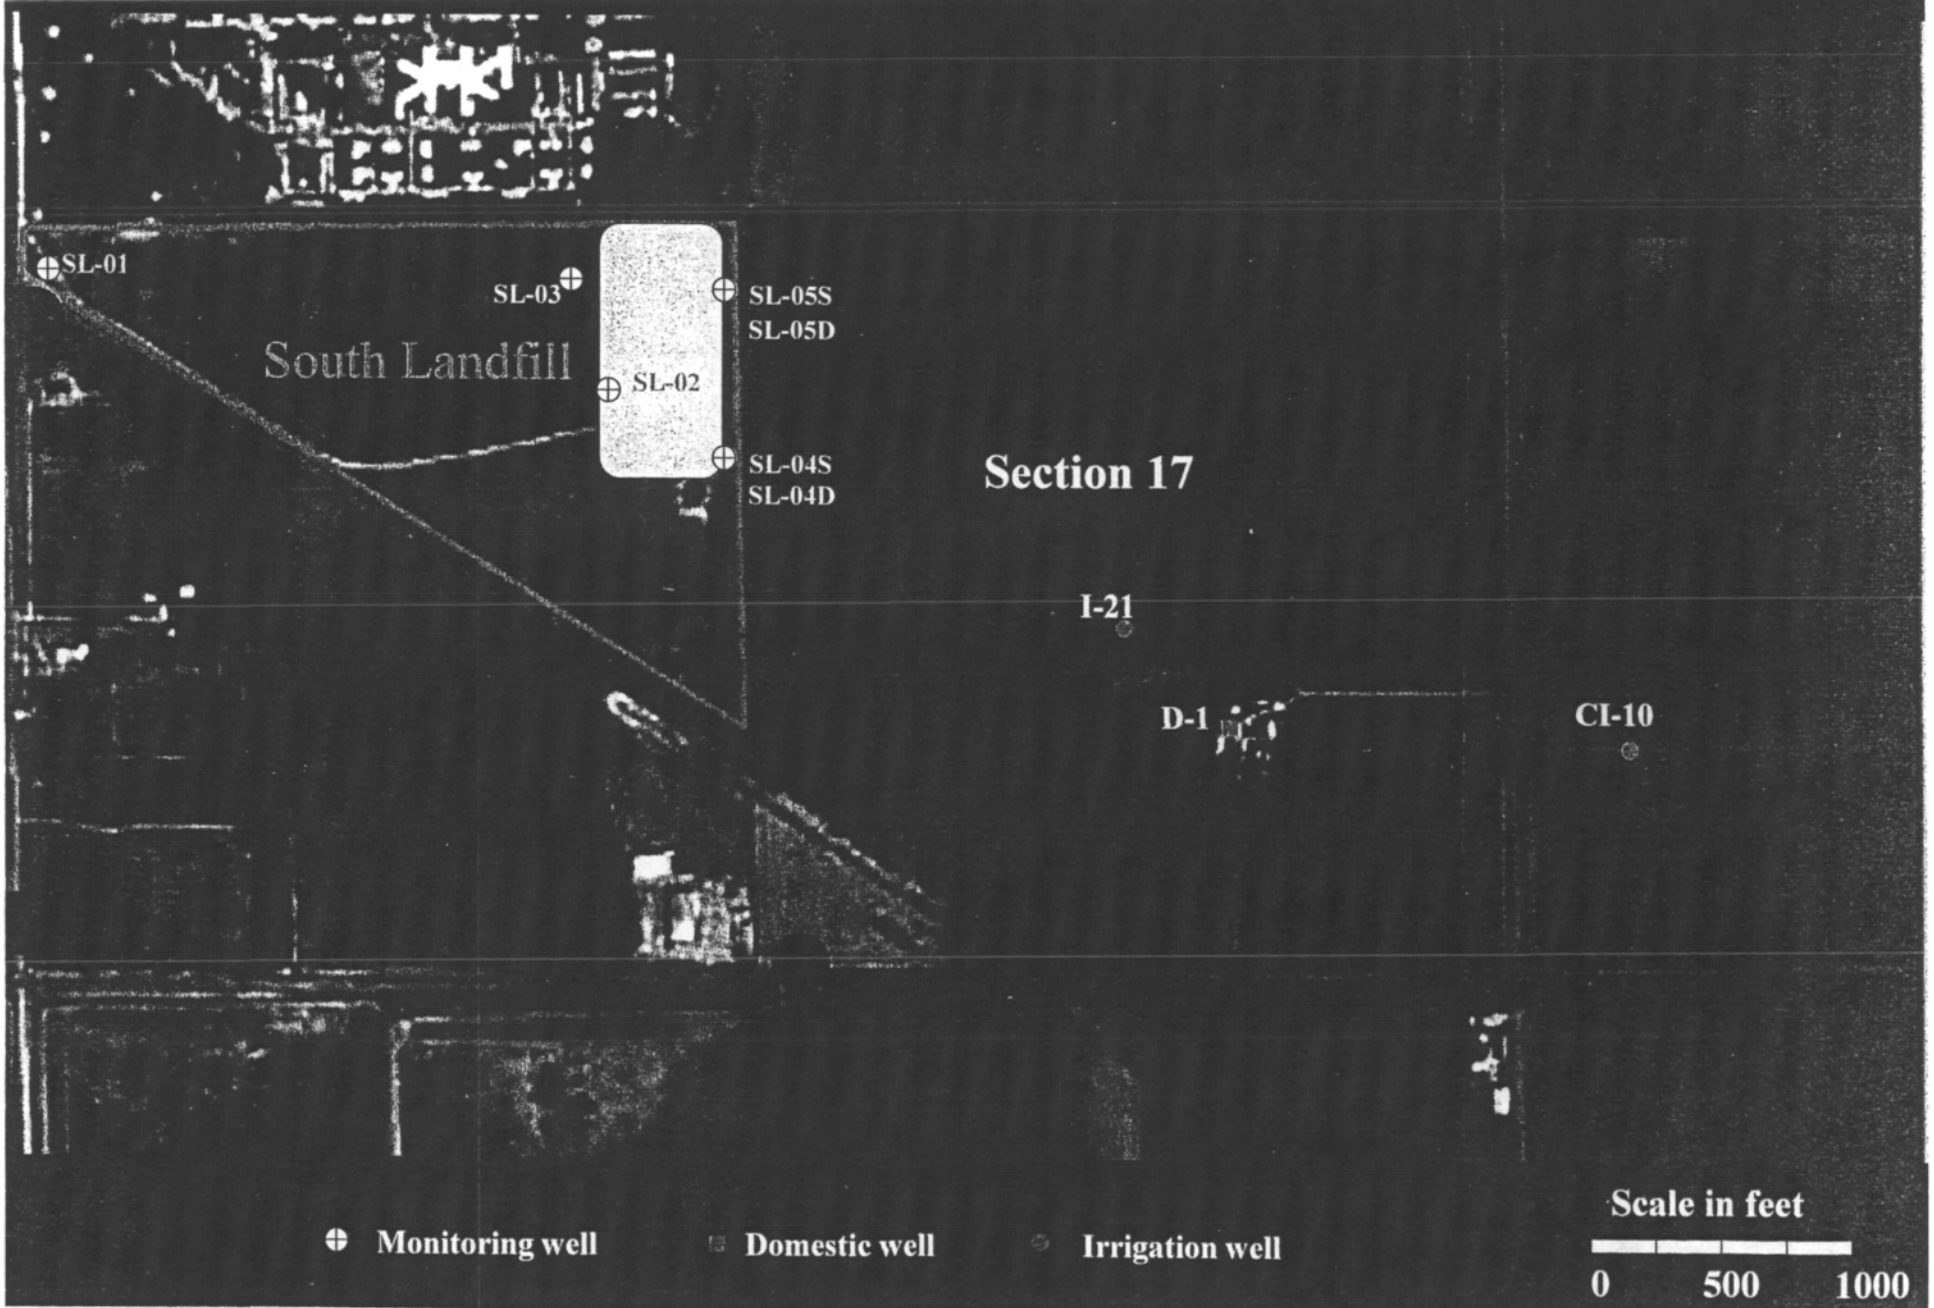 SL-01
SL-03
SL-05S
SL-05D
South Landfill
SL-02
SL-04S
SL-04D
Section 17
I-21
D-1
CI-10
Scale in feet
Monitoring well
Domestic well
Irrigation well
0 500 1000